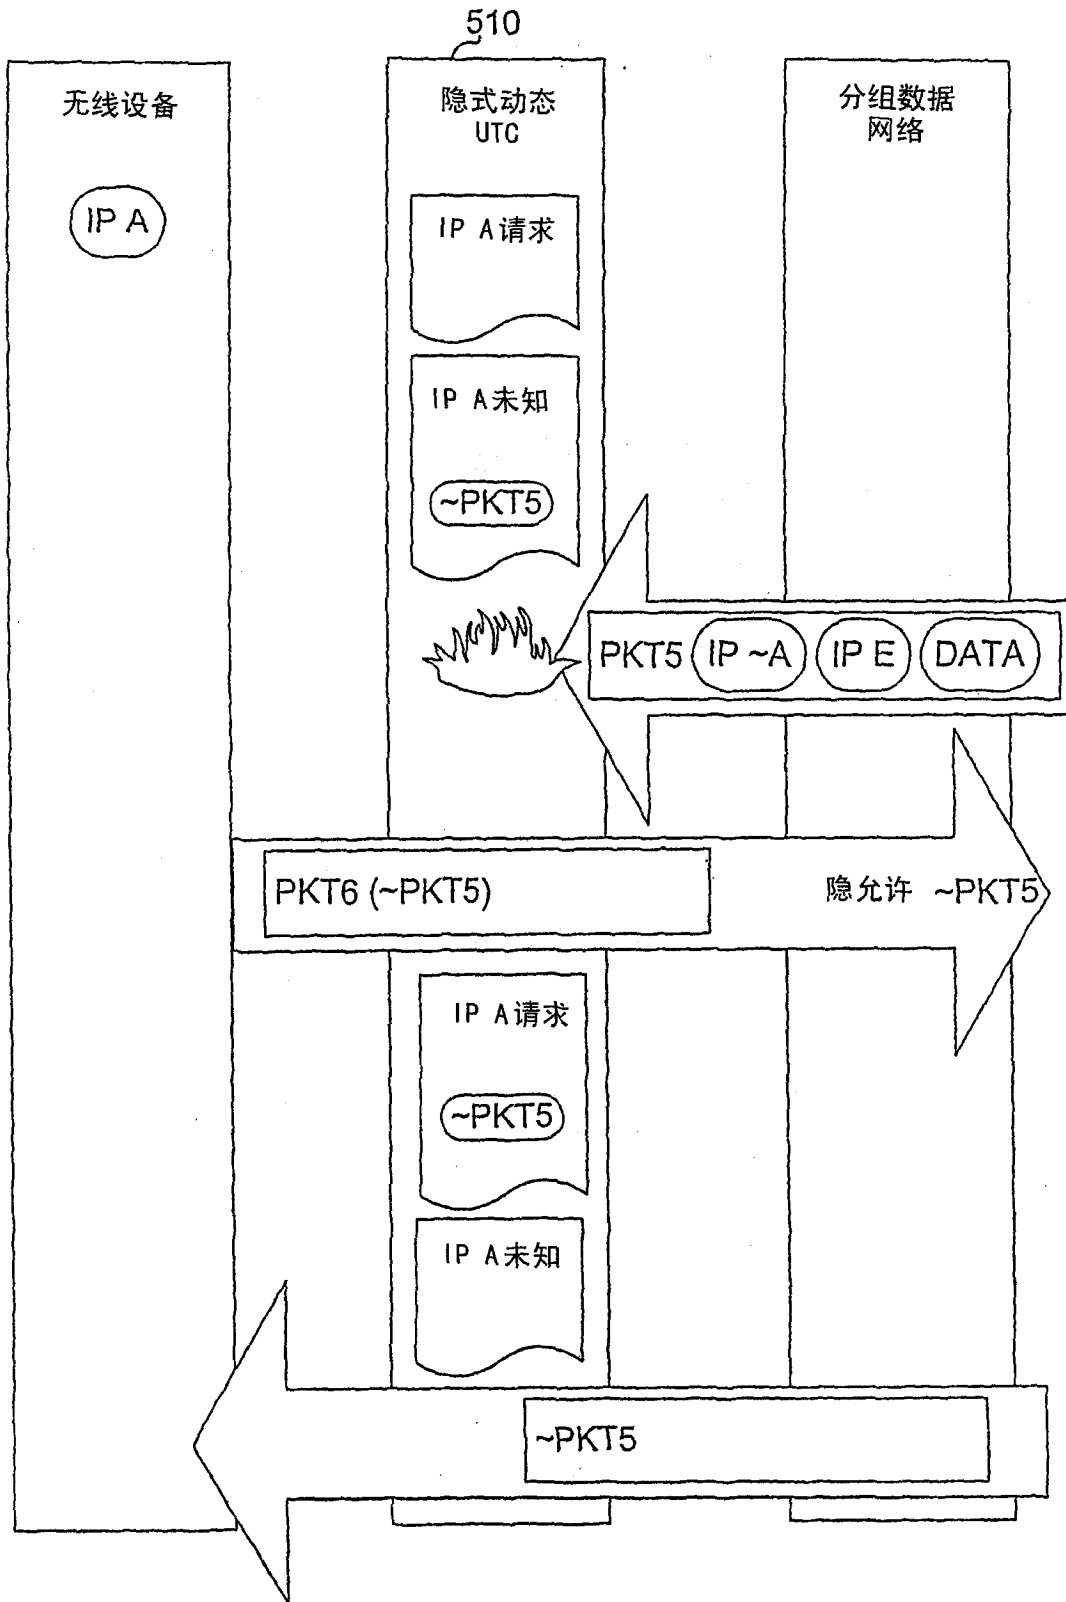 510
无线设备
隐式动态
UTC
分组数据
网络
IP A
IP A请求
IP A未知
~PKT5
PKT5 IP ~A IP E DATA
PKT6 (~PKT5)
隐允许 ~PKT5
IP A请求
~PKT5
IP A未知
~PKT5